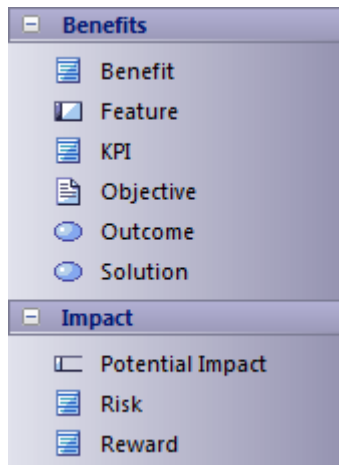 Benefits
Benefit
Feature
KPI
Objective
Outcome
Solution
Impact
Potential Impact
Risk
Reward